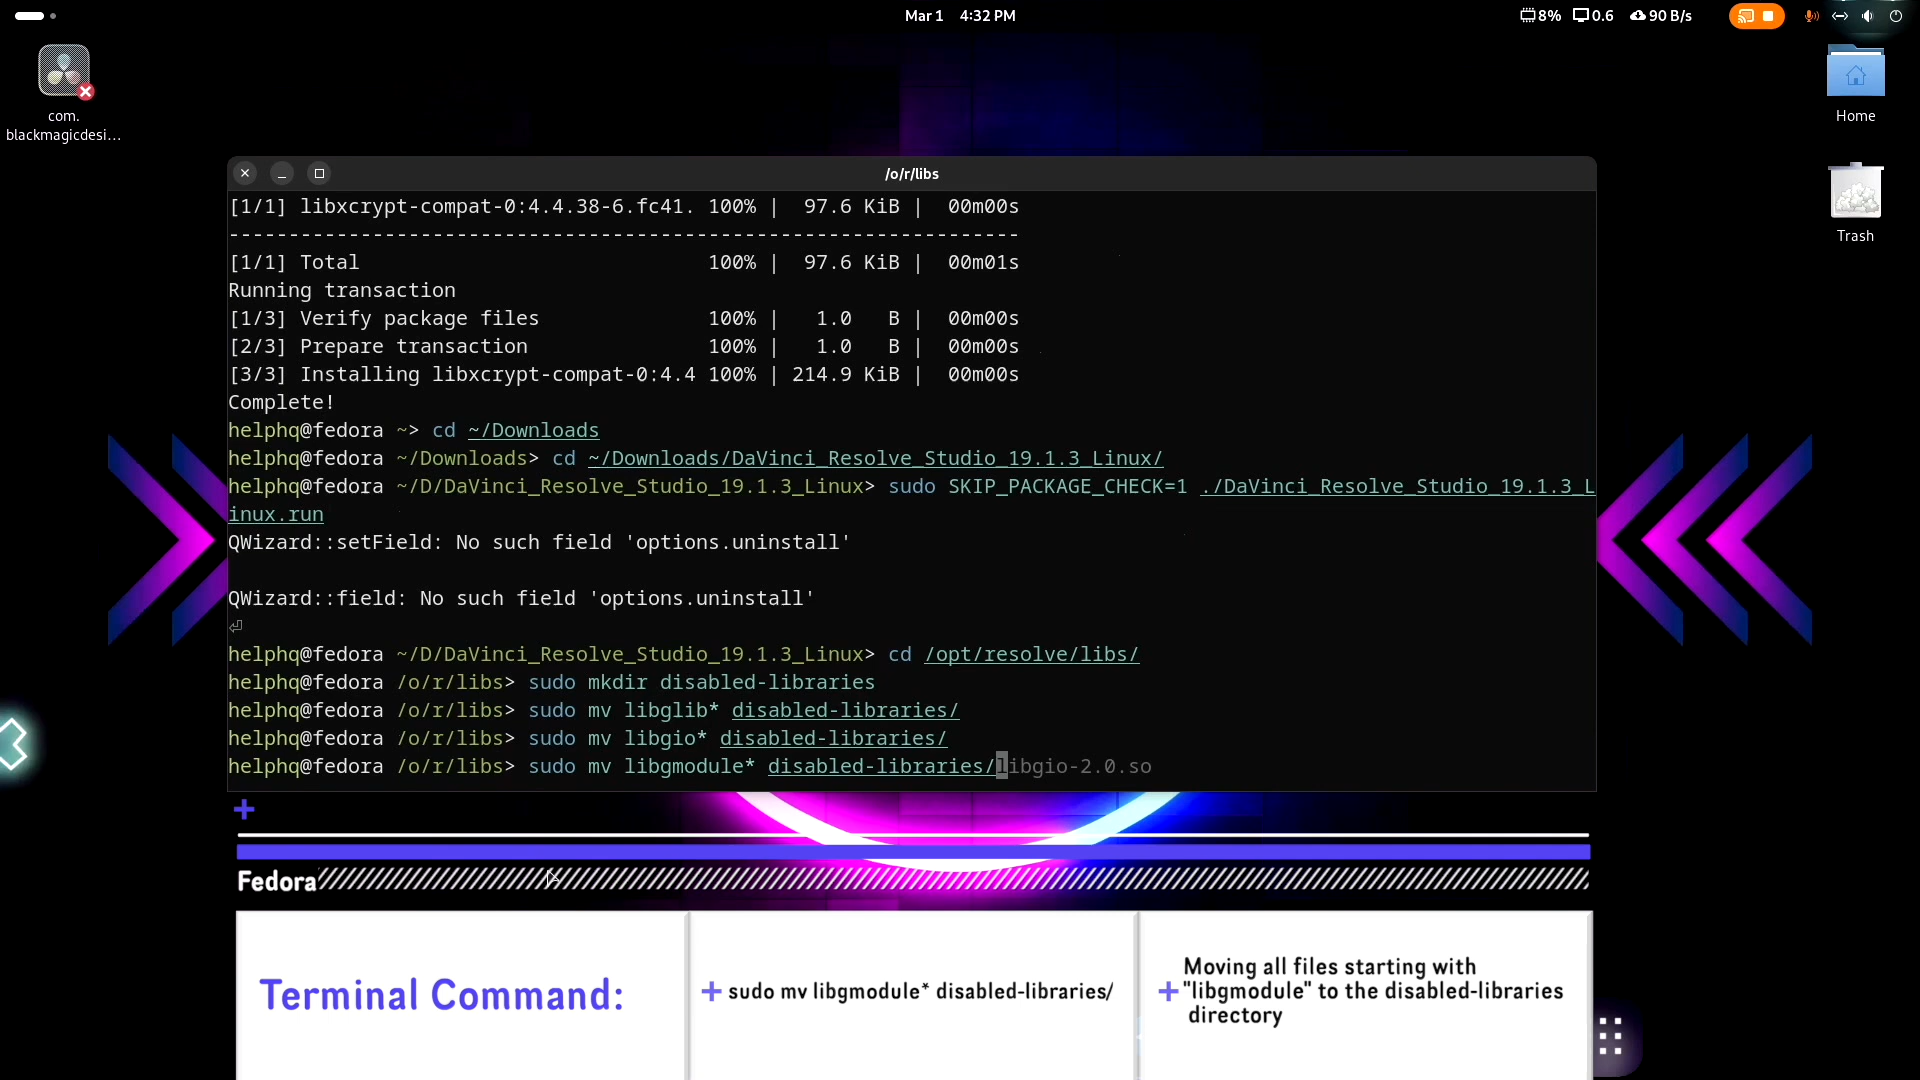 Mar 1 4:32 PM
8% 0.6 90 B/s
com.
blackmagicdesi…
Home
Trash
/o/r/libs
[1/1] libxcrypt-compat-0:4.4.38-6.fc41. 100% | 97.6 KiB | 00m00s
------------------------------------------------------------------
[1/1] Total 100% | 97.6 KiB | 00m01s
Running transaction
[1/3] Verify package files 100% | 1.0 B | 00m00s
[2/3] Prepare transaction 100% | 1.0 B | 00m00s
[3/3] Installing libxcrypt-compat-0:4.4 100% | 214.9 KiB | 00m00s
Complete!
helphq@fedora ~> cd ~/Downloads
helphq@fedora ~/Downloads> cd ~/Downloads/DaVinci_Resolve_Studio_19.1.3_Linux/
helphq@fedora ~/D/DaVinci_Resolve_Studio_19.1.3_Linux> sudo SKIP_PACKAGE_CHECK=1 ./DaVinci_Resolve_Studio_19.1.3_L
inux.run
QWizard::setField: No such field 'options.uninstall'
QWizard::field: No such field 'options.uninstall'
⏎
helphq@fedora ~/D/DaVinci_Resolve_Studio_19.1.3_Linux> cd /opt/resolve/libs/
helphq@fedora /o/r/libs> sudo mkdir disabled-libraries
helphq@fedora /o/r/libs> sudo mv libglib* disabled-libraries/
helphq@fedora /o/r/libs> sudo mv libgio* disabled-libraries/
helphq@fedora /o/r/libs> sudo mv libgmodule* disabled-libraries/libgio-2.0.so
+
Fedora
Terminal Command:
+ sudo mv libgmodule* disabled-libraries/
Moving all files starting with
+ "libgmodule" to the disabled-libraries
directory